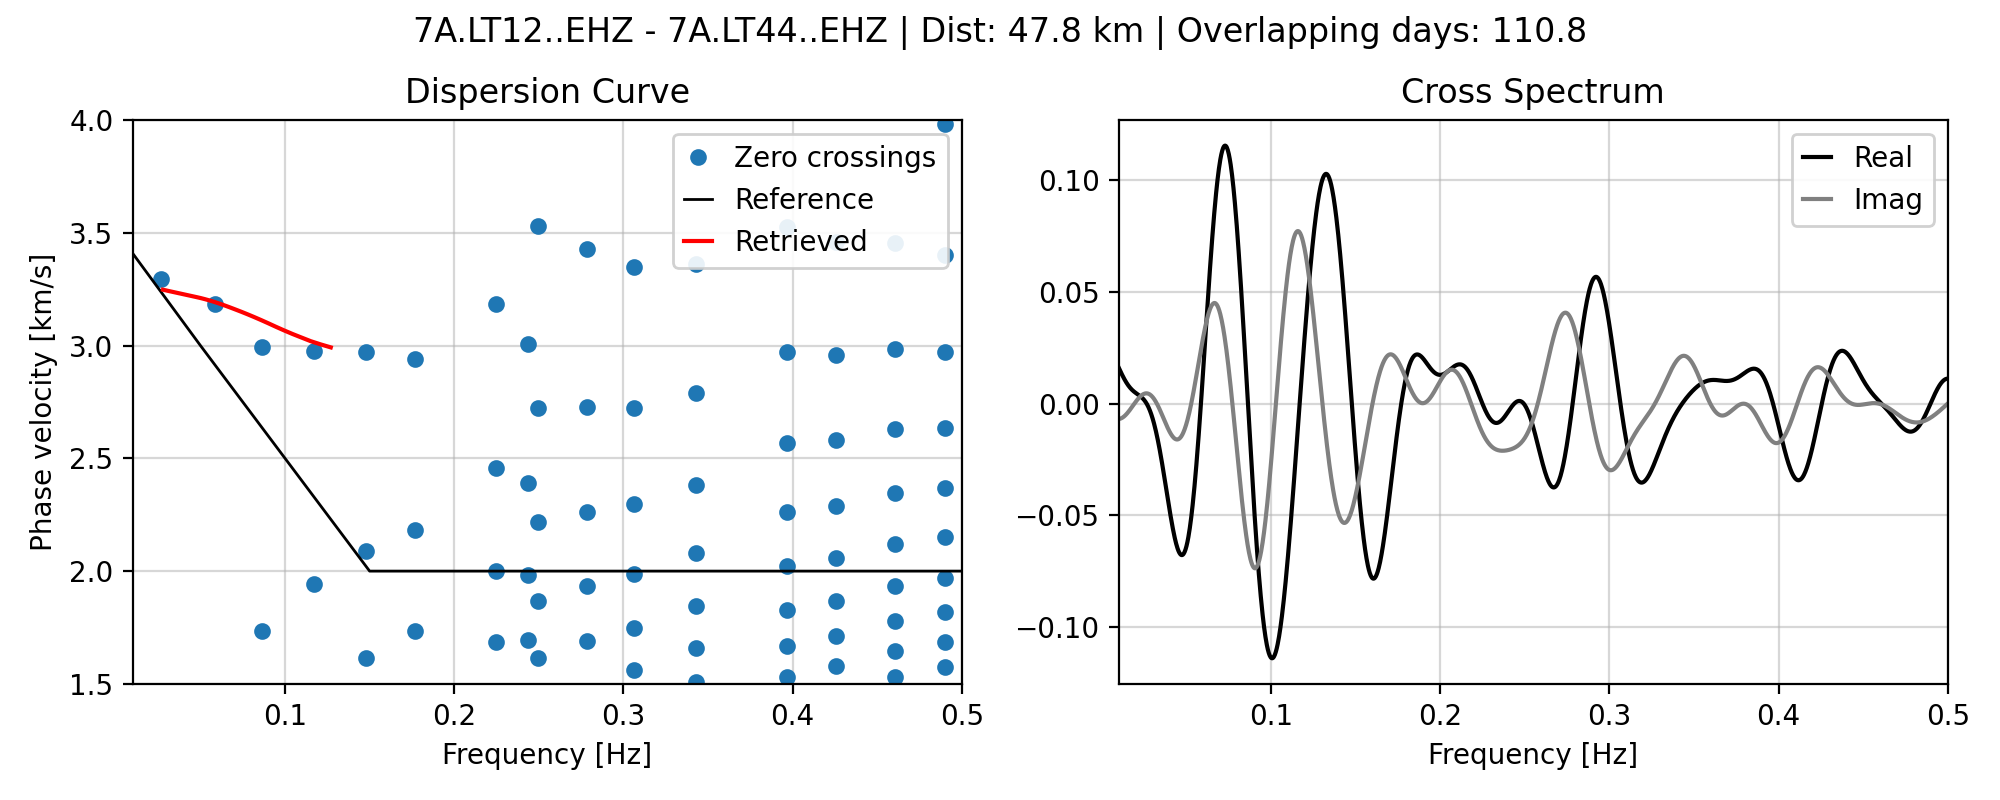 7A.LT12..EHZ - 7A.LT44..EHZ | Dist: 47.8 km | Overlapping days: 110.8
Dispersion Curve
4.0
3.5
3.0
2.5
2.0
1.5
Phase velocity [km/s]
0.1
0.2
0.3
0.4
0.5
Frequency [Hz]
Zero crossings
Reference
Retrieved
Cross Spectrum
0.10
0.05
0.00
−0.05
−0.10
0.1
0.2
0.3
0.4
0.5
Frequency [Hz]
Real
Imag